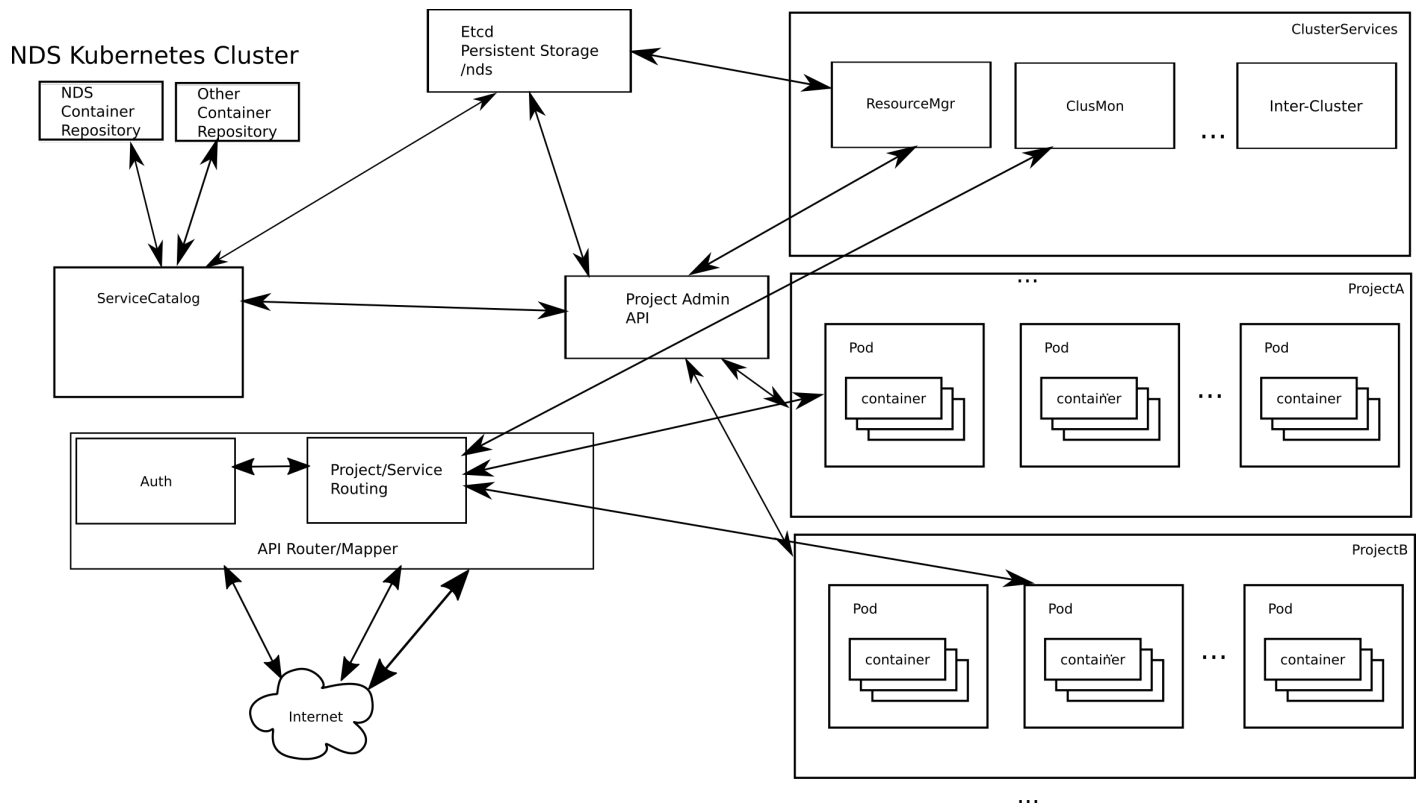 NDS Kubernetes Cluster
NDS
Container
Repository
Other
Container
Repository
Etcd
Persistent Storage
/nds
ClusterServices
ResourceMgr
ClusMon
...
Inter-Cluster
ServiceCatalog
Project Admin
API
...
ProjectA
Pod
container
Pod
container
...
Pod
container
Auth
Project/Service
Routing
API Router/Mapper
ProjectB
Pod
container
Pod
container
...
Pod
container
Internet
...